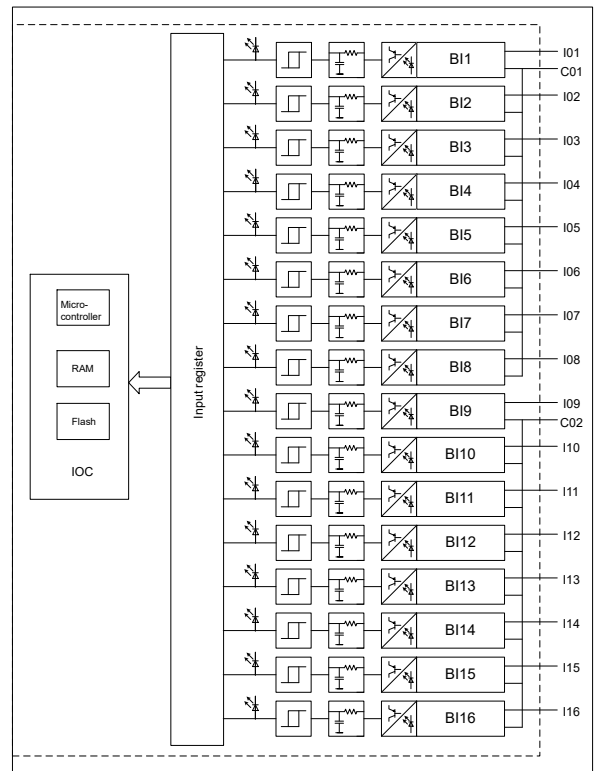 BI1
I01
C01
BI2
I02
BI3
I03
BI4
I04
BI5
I05
BI6
I06
BI7
I07
BI8
I08
BI9
I09
C02
BI10
I10
BI11
I11
BI12
I12
BI13
I13
BI14
I14
BI15
I15
BI16
I16
Input register
Micro-
controller
RAM
Flash
IOC